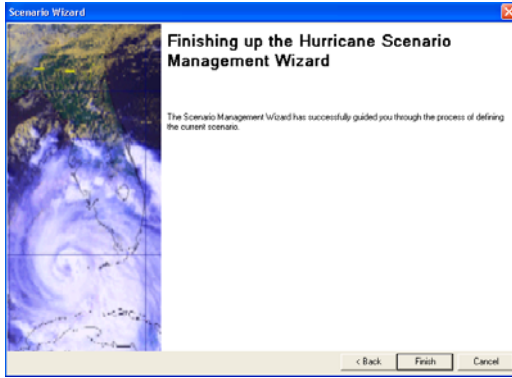 Scenario Wizard
Finishing up the Hurricane Scenario
Management Wizard
The Scenario Management Wizard has successfully guided you through the process of defining
the current scenario.
< Back
Finish
Cancel